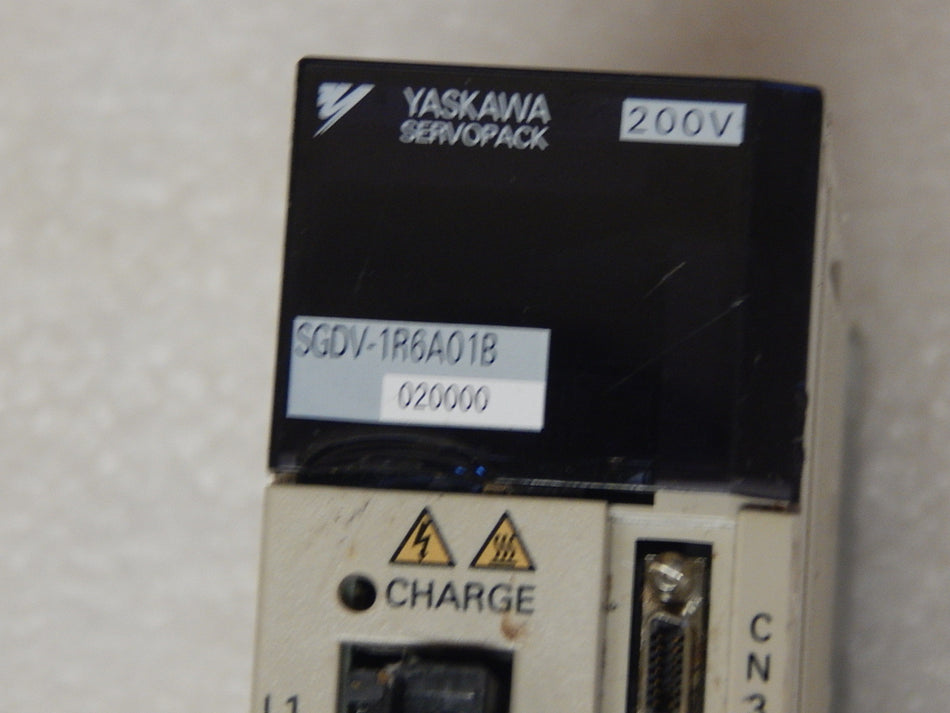 YASKAWA
SERVOPACK
200V
SGDV-1R6A01B
020000
CHARGE
L1
CN3